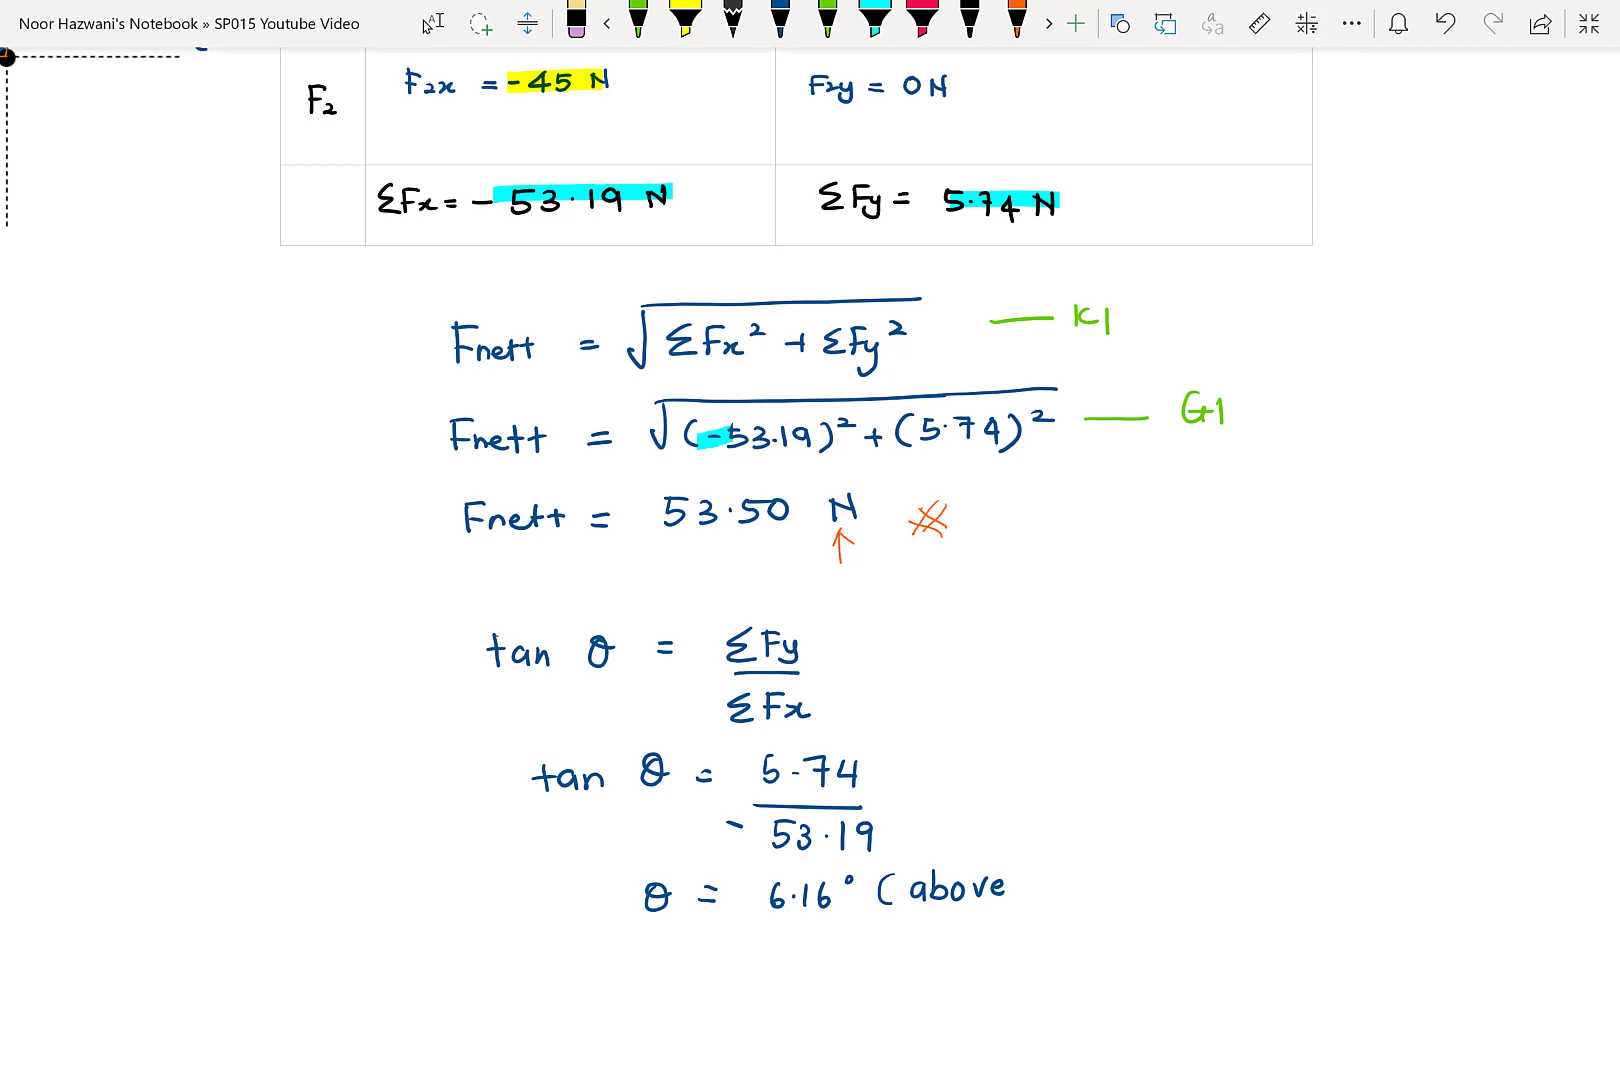 Noor Hazwani's Notebook » SP015 Youtube Video
F₂ F₂x = -45 N F₂y = 0 N
ΣFx = - 53.19 N ΣFy = 5.74 N
Fnett = √ΣFx² + ΣFy² — K1
Fnett = √(-53.19)² + (5.74)² — G1
Fnett = 53.50 N
↑
tan θ = ΣFy
ΣFx
tan θ = 5.74
- 53.19
θ = 6.16° (above